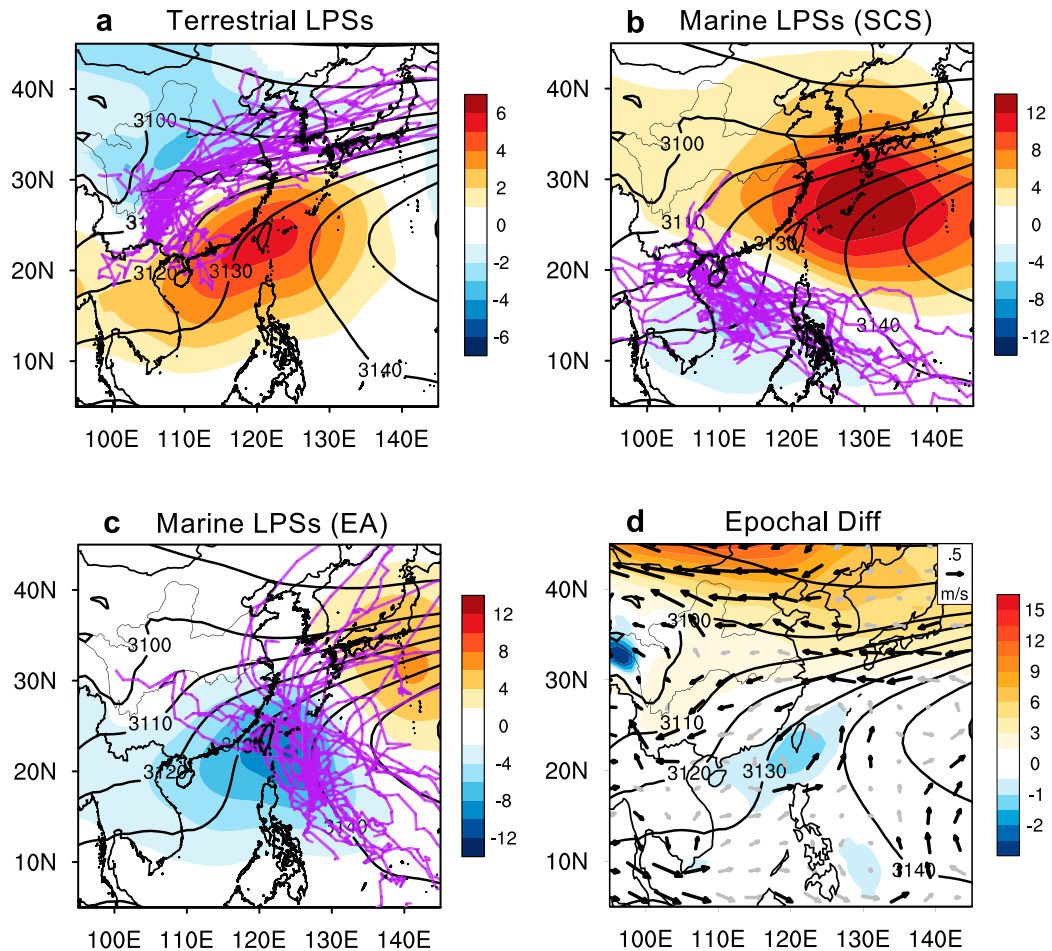 a Terrestrial LPSs
b Marine LPSs (SCS)
40N
30N
20N
10N
3100
3120
3130
3140
6
4
2
0
-2
-4
-6
100E 110E 120E 130E 140E
40N
30N
20N
10N
3100
3110
3130
3140
12
8
4
0
-4
-8
-12
100E 110E 120E 130E 140E
c Marine LPSs (EA)
d Epochal Diff
40N
30N
20N
10N
3100
3110
3120
3140
12
8
4
0
-4
-8
-12
100E 110E 120E 130E 140E
.5
m/s
40N
30N
20N
10N
3100
3110
3120
3130
3140
15
12
9
6
3
0
-1
-2
100E 110E 120E 130E 140E